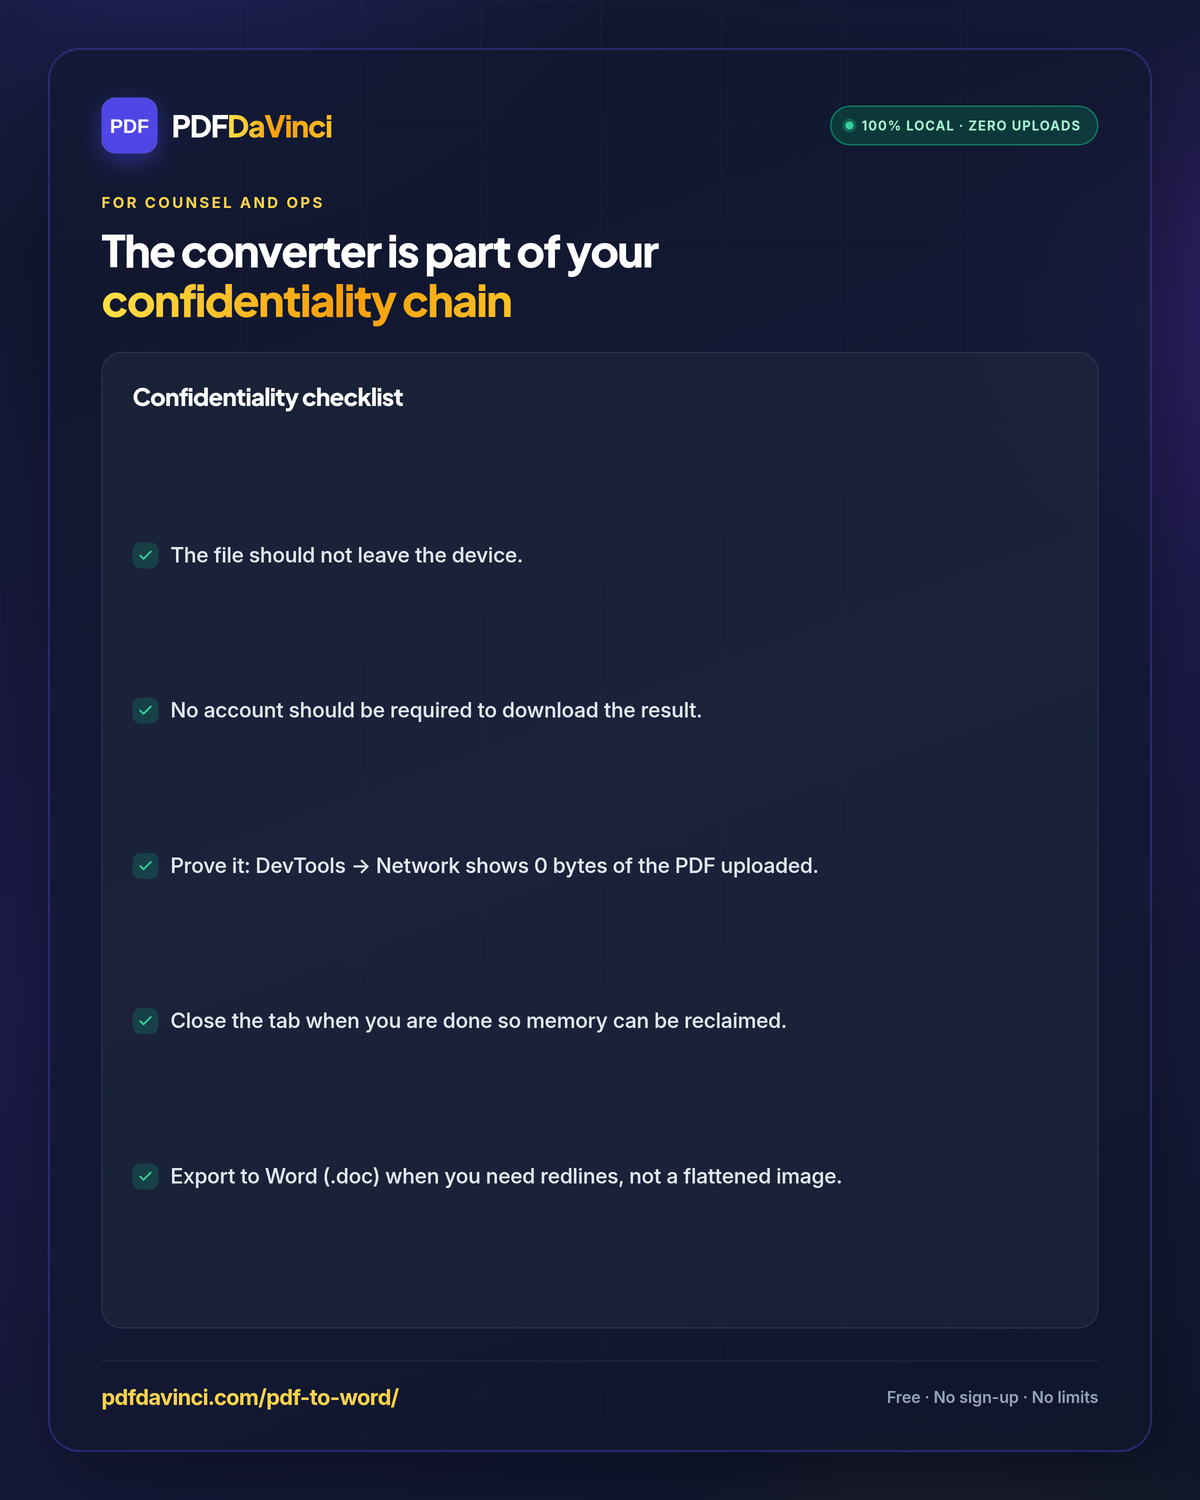 PDF
PDFDaVinci
100% LOCAL · ZERO UPLOADS
FOR COUNSEL AND OPS
The converter is part of your
confidentiality chain
Confidentiality checklist
The file should not leave the device.
No account should be required to download the result.
Prove it: DevTools → Network shows 0 bytes of the PDF uploaded.
Close the tab when you are done so memory can be reclaimed.
Export to Word (.doc) when you need redlines, not a flattened image.
pdfdavinci.com/pdf-to-word/
Free · No sign-up · No limits